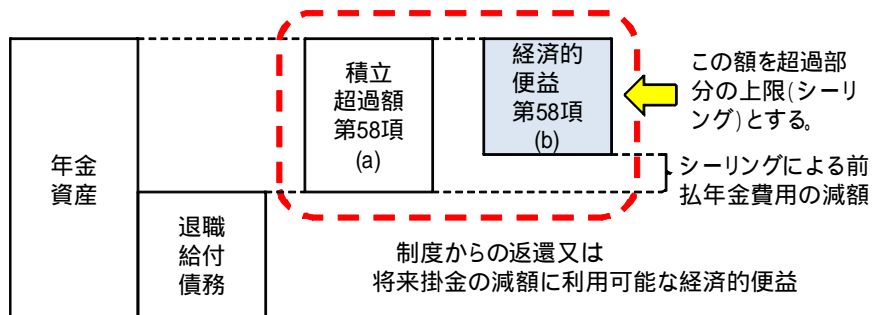 年金
資産
退職
給付
債務
積立
超過額
第58項
(a)
経済的
便益
第58項
(b)
この額を超過部
分の上限(シーリ
ング)とする。
シーリングによる前
払年金費用の減額
制度からの返還又は
将来掛金の減額に利用可能な経済的便益